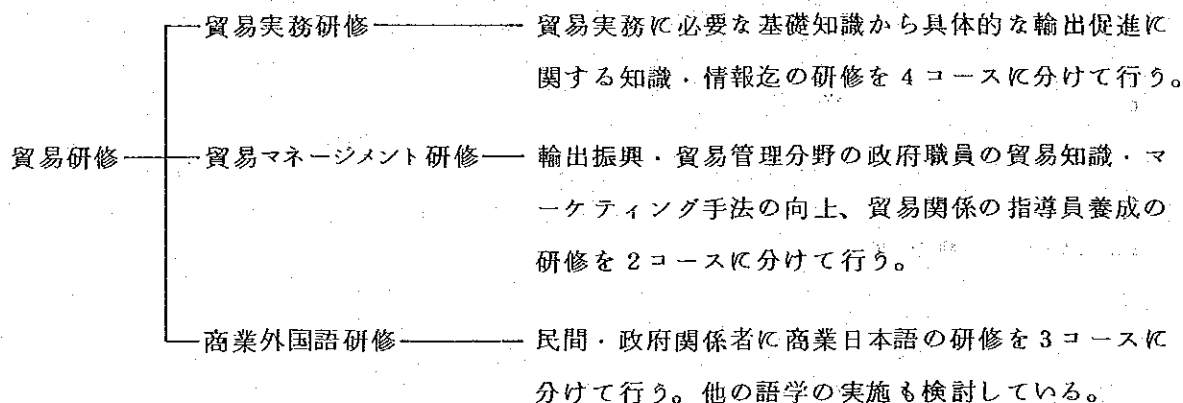 貿易実務研修 貿易実務に必要な基礎知識から具体的な輸出促進に
関する知識・情報迄の研修を4コースに分けて行う。
貿易研修 貿易マネージメント研修 輸出振興・貿易管理分野の政府職員の貿易知識・マ
ーケティング手法の向上、貿易関係の指導員養成の
研修を2コースに分けて行う。
商業外国語研修 民間・政府関係者に商業日本語の研修を3コースに
分けて行う。他の語学の実施も検討している。